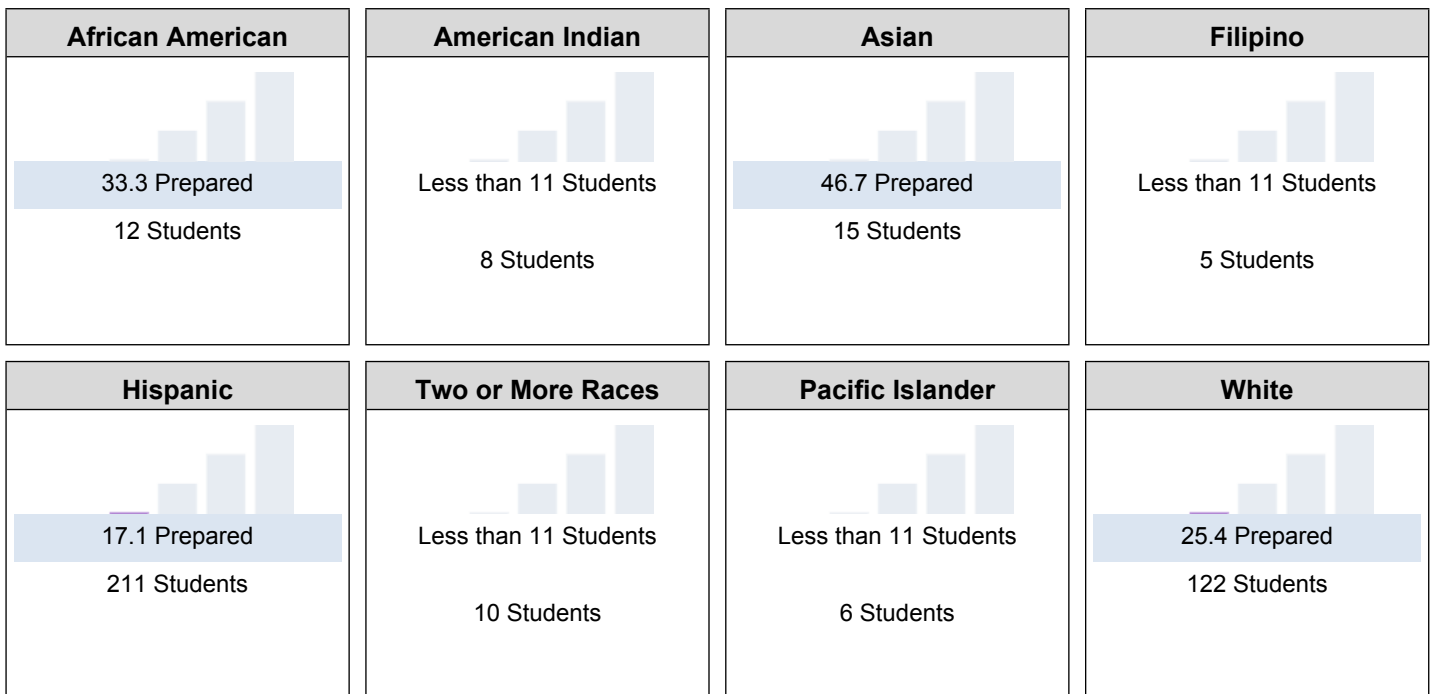 African American
33.3 Prepared
12 Students
American Indian
Less than 11 Students
8 Students
Asian
46.7 Prepared
15 Students
Filipino
Less than 11 Students
5 Students
Hispanic
17.1 Prepared
211 Students
Two or More Races
Less than 11 Students
10 Students
Pacific Islander
Less than 11 Students
6 Students
White
25.4 Prepared
122 Students